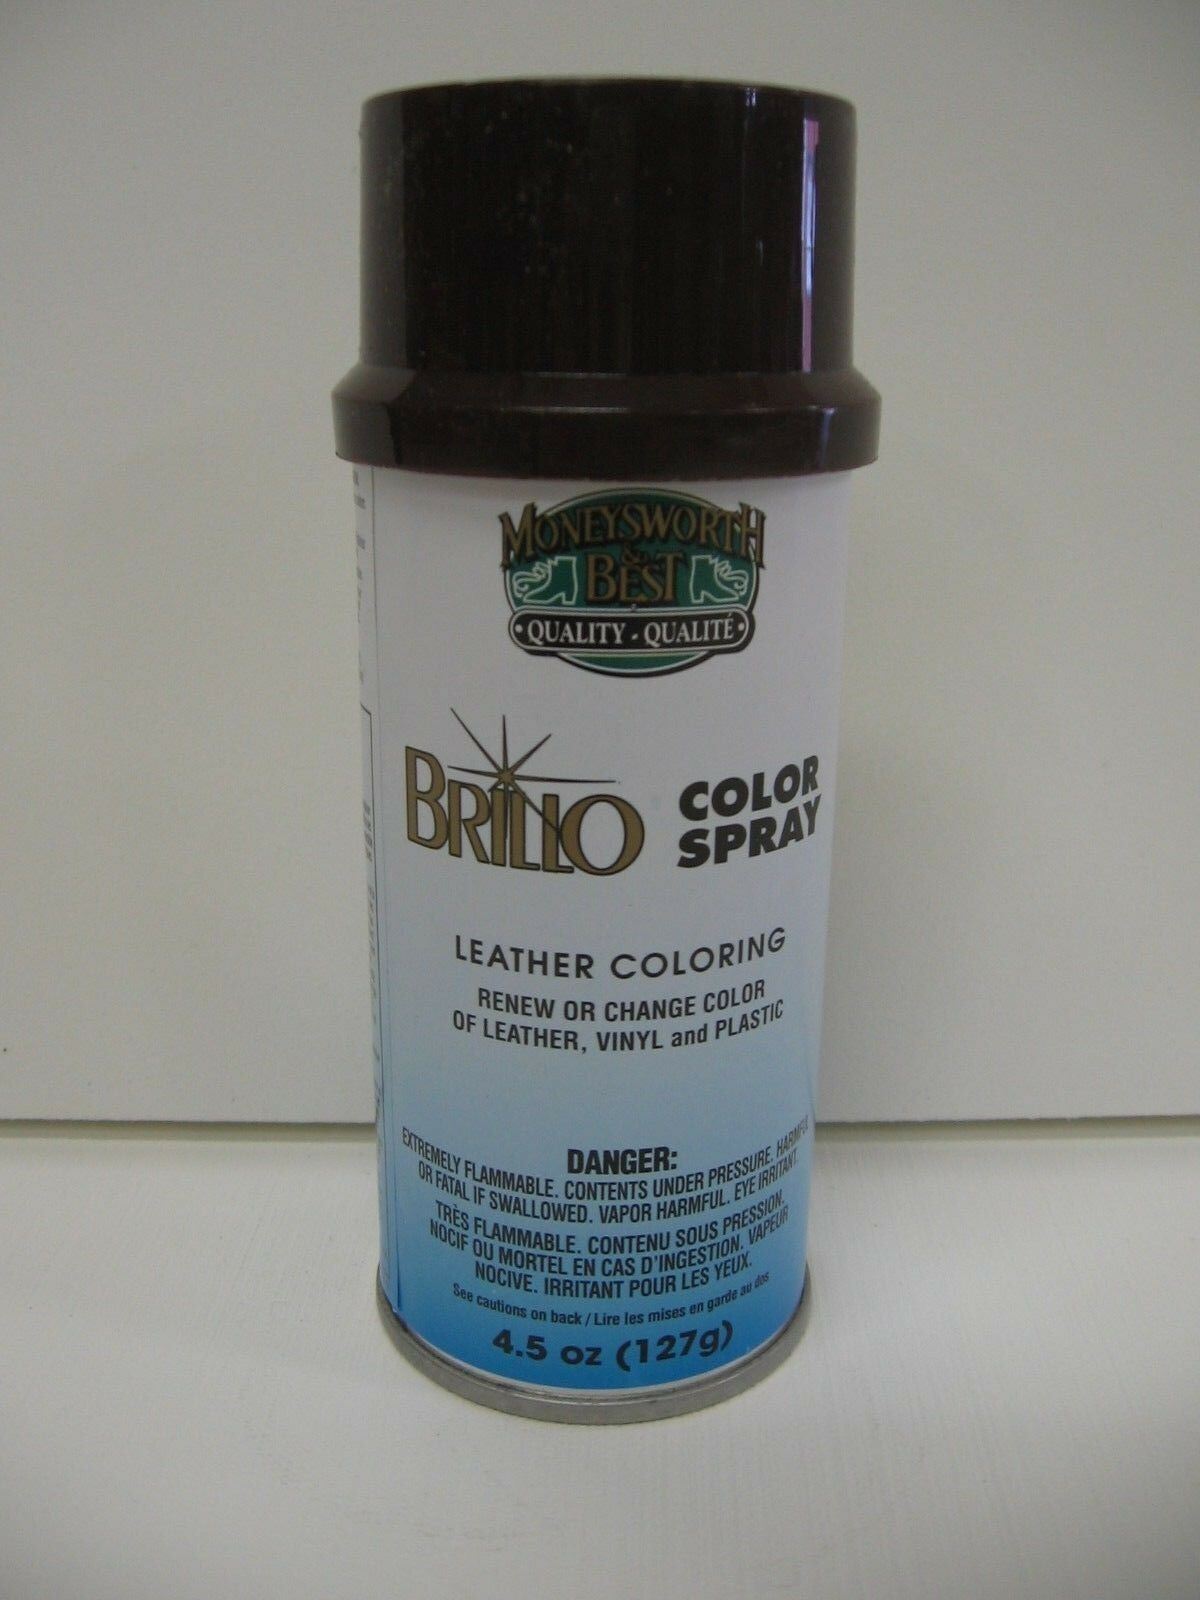 MONEYSWORTH
&
BEST
• QUALITY - QUALITÉ •
BRILLO
COLOR
SPRAY
LEATHER COLORING
RENEW OR CHANGE COLOR
OF LEATHER, VINYL and PLASTIC
DANGER:
EXTREMELY FLAMMABLE. CONTENTS UNDER PRESSURE. HARMFUL
OR FATAL IF SWALLOWED. VAPOR HARMFUL. EYE IRRITANT.
TRÈS FLAMMABLE. CONTENU SOUS PRESSION.
NOCIF OU MORTEL EN CAS D'INGESTION. VAPEUR
NOCIVE. IRRITANT POUR LES YEUX.
See cautions on back / Lire les mises en garde au dos
4.5 oz (127g)